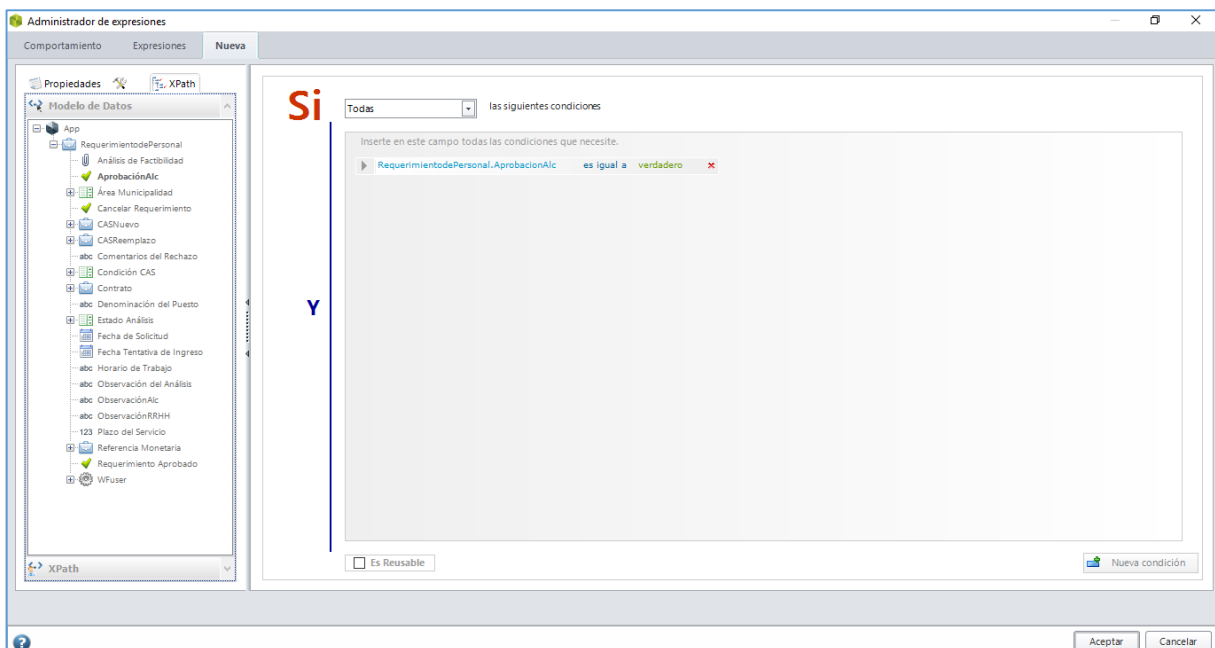 Administrador de expresiones
Comportamiento Expresiones Nueva
Propiedades XPath
Modelo de Datos
App
RequerimientodePersonal
Análisis de Factibilidad
AprobaciónAlc
Área Municipalidad
Cancelar Requerimiento
CASNuevo
CASReemplazo
abc Comentarios del Rechazo
Condición CAS
Contrato
abc Denominación del Puesto
Estado Análisis
Fecha de Solicitud
Fecha Tentativa de Ingreso
abc Horario de Trabajo
abc Observación del Análisis
abc ObservaciónAlc
abc ObservaciónRRHH
123 Plazo del Servicio
Referencia Monetaria
Requerimiento Aprobado
WFuser
XPath
Si Todas las siguientes condiciones
Inserte en este campo todas las condiciones que necesite.
RequerimientodePersonal.AprobacionAlc es igual a verdadero
Y
Es Reusable
Nueva condición
Aceptar Cancelar